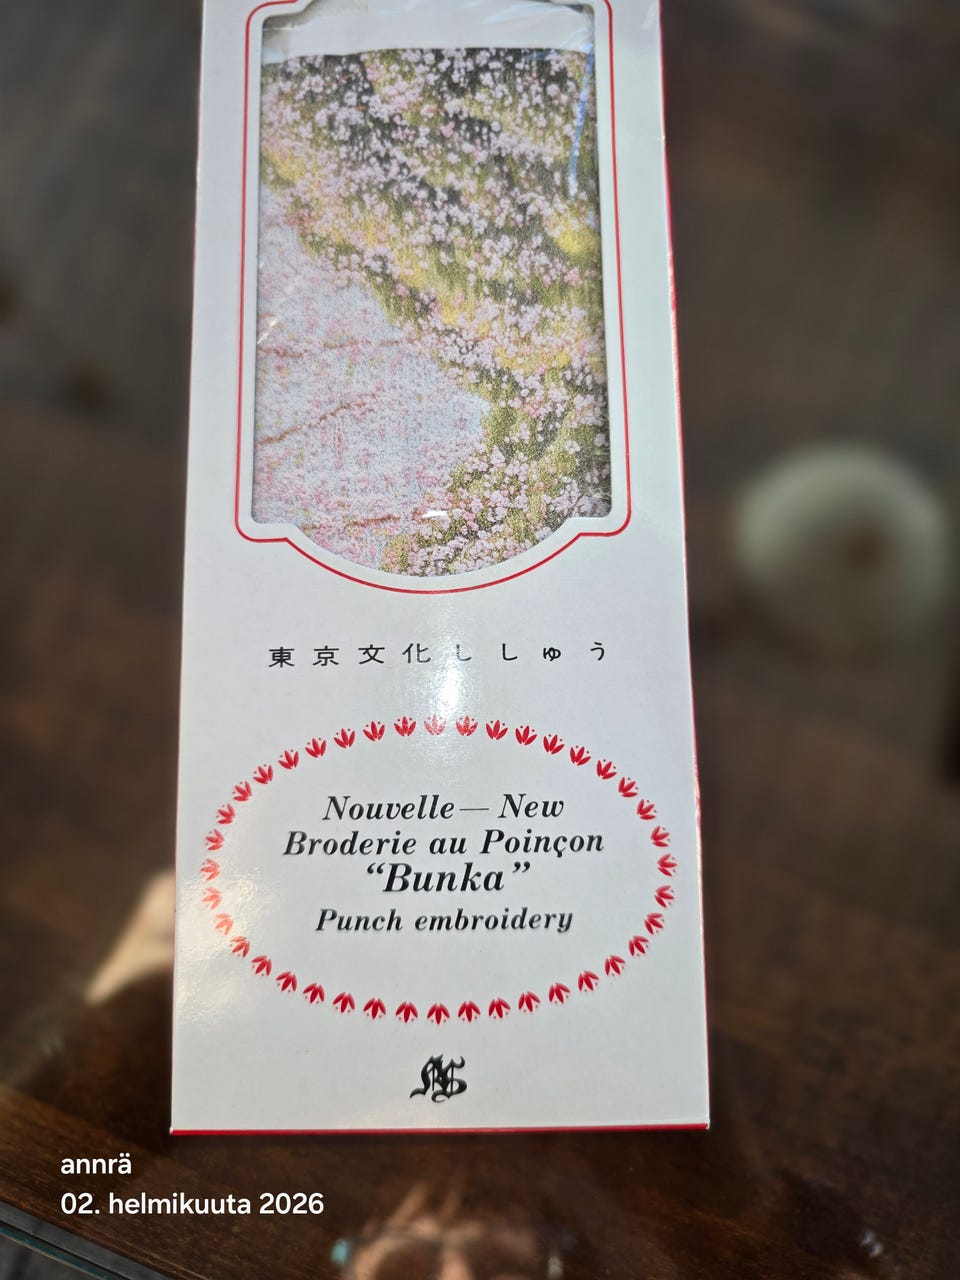 東京文化ししゅう
Nouvelle — New
Broderie au Poinçon
“Bunka”
Punch embroidery
annrä
02. helmikuuta 2026